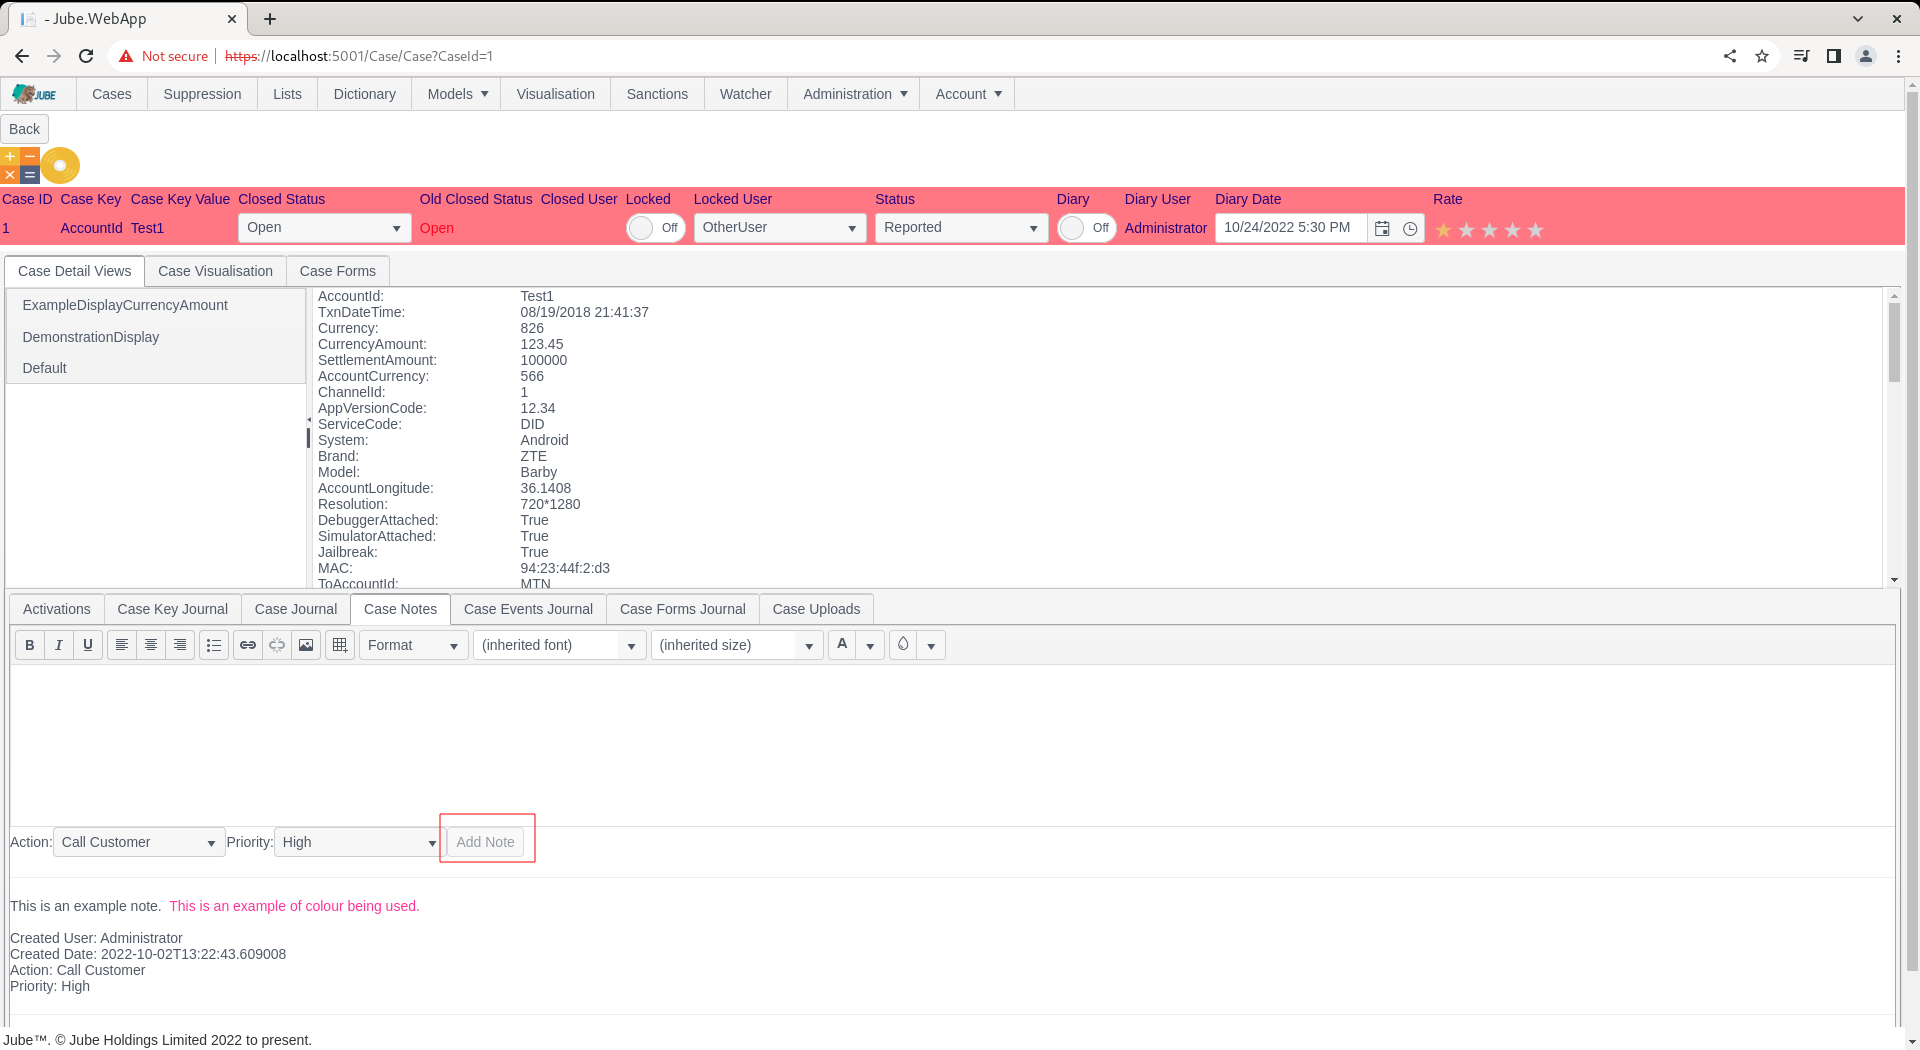 - Jube.WebApp
Not secure https://localhost:5001/Case/Case?CaseId=1
JUBE Cases Suppression Lists Dictionary Models Visualisation Sanctions Watcher Administration Account
Back
Case ID Case Key Case Key Value Closed Status Old Closed Status Closed User Locked Locked User Status Diary Diary User Diary Date Rate
1 AccountId Test1 Open Open Off OtherUser Reported Off Administrator 10/24/2022 5:30 PM
Case Detail Views Case Visualisation Case Forms
ExampleDisplayCurrencyAmount
DemonstrationDisplay
Default
AccountId: Test1
TxnDateTime: 08/19/2018 21:41:37
Currency: 826
CurrencyAmount: 123.45
SettlementAmount: 100000
AccountCurrency: 566
ChannelId: 1
AppVersionCode: 12.34
ServiceCode: DID
System: Android
Brand: ZTE
Model: Barby
AccountLongitude: 36.1408
Resolution: 720*1280
DebuggerAttached: True
SimulatorAttached: True
Jailbreak: True
MAC: 94:23:44f:2:d3
ToAccountId: MTN
Activations Case Key Journal Case Journal Case Notes Case Events Journal Case Forms Journal Case Uploads
B I U Format (inherited font) (inherited size) A
Action: Call Customer Priority: High Add Note
This is an example note. This is an example of colour being used.
Created User: Administrator
Created Date: 2022-10-02T13:22:43.609008
Action: Call Customer
Priority: High
Jube™. © Jube Holdings Limited 2022 to present.